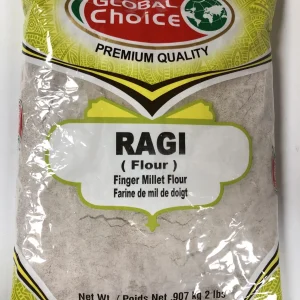 GLOBAL
Choice
PREMIUM QUALITY
RAGI
( Flour )
Finger Millet Flour
Farine de mil de doigt
Net Wt. / Poids Net .907 kg 2 lbs